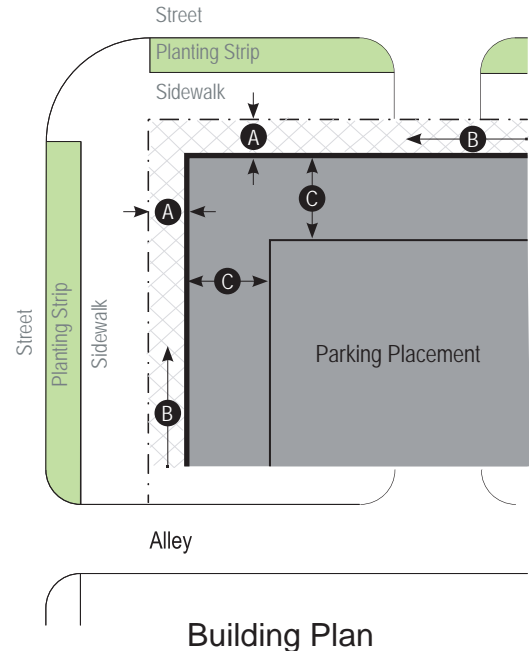 Street
Planting Strip
Sidewalk
A
B
C
A
C
Parking Placement
Street
Planting Strip
Sidewalk
B
Alley
Building Plan